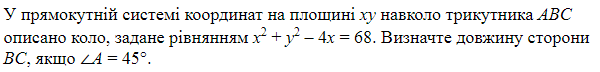 У прямокутній системі координат на площині xy навколо трикутника ABC
описано коло, задане рівнянням x² + y² – 4x = 68. Визначте довжину сторони
BC, якщо ∠A = 45°.